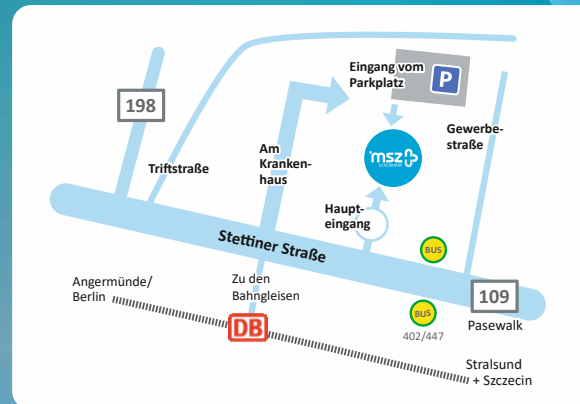 Eingang vom
Parkplatz
P
198
Gewerbe-
straße
Am
Kranken-
haus
msz
Triftstraße
Haupt-
eingang
Stettiner Straße
BUS
Angermünde/
Berlin
Zu den
Bahngleisen
109
Pasewalk
BUS
402/447
DB
Stralsund
+ Szczecin